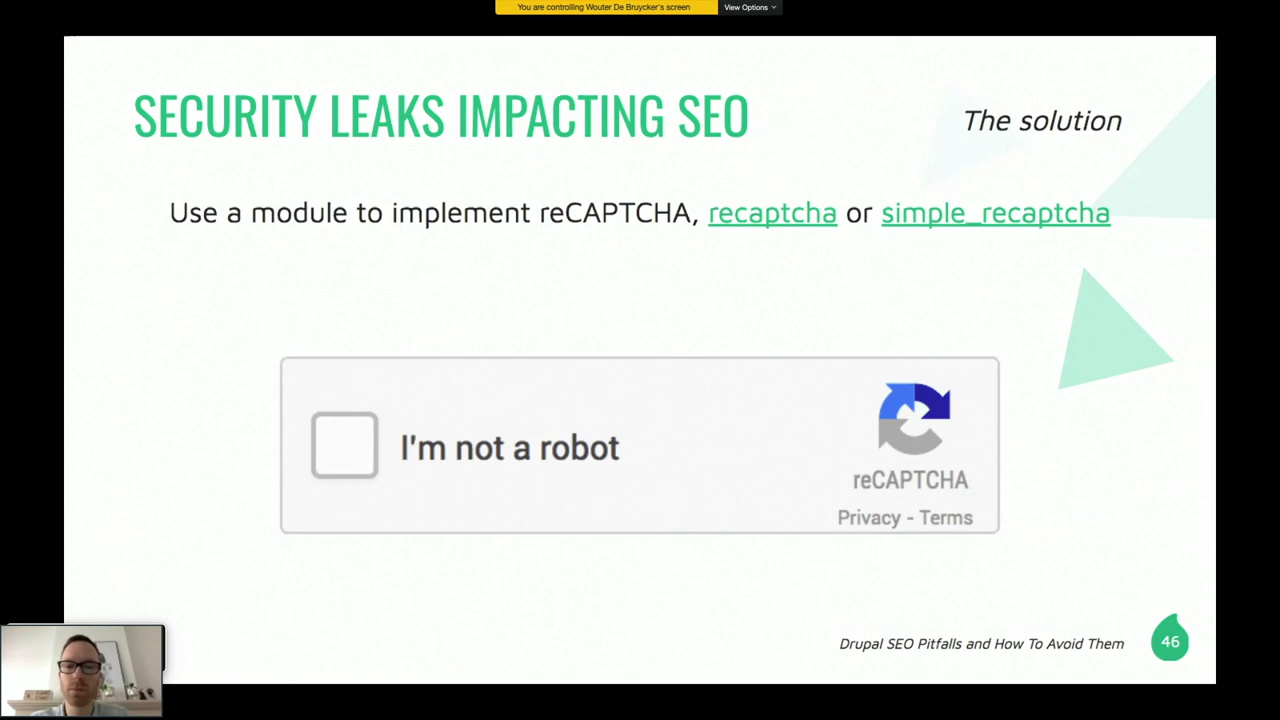 You are controlling Wouter De Bruycker's screen
View Options
SECURITY LEAKS IMPACTING SEO
The solution
Use a module to implement reCAPTCHA, recaptcha or simple_recaptcha
I'm not a robot
reCAPTCHA
Privacy - Terms
Drupal SEO Pitfalls and How To Avoid Them
46